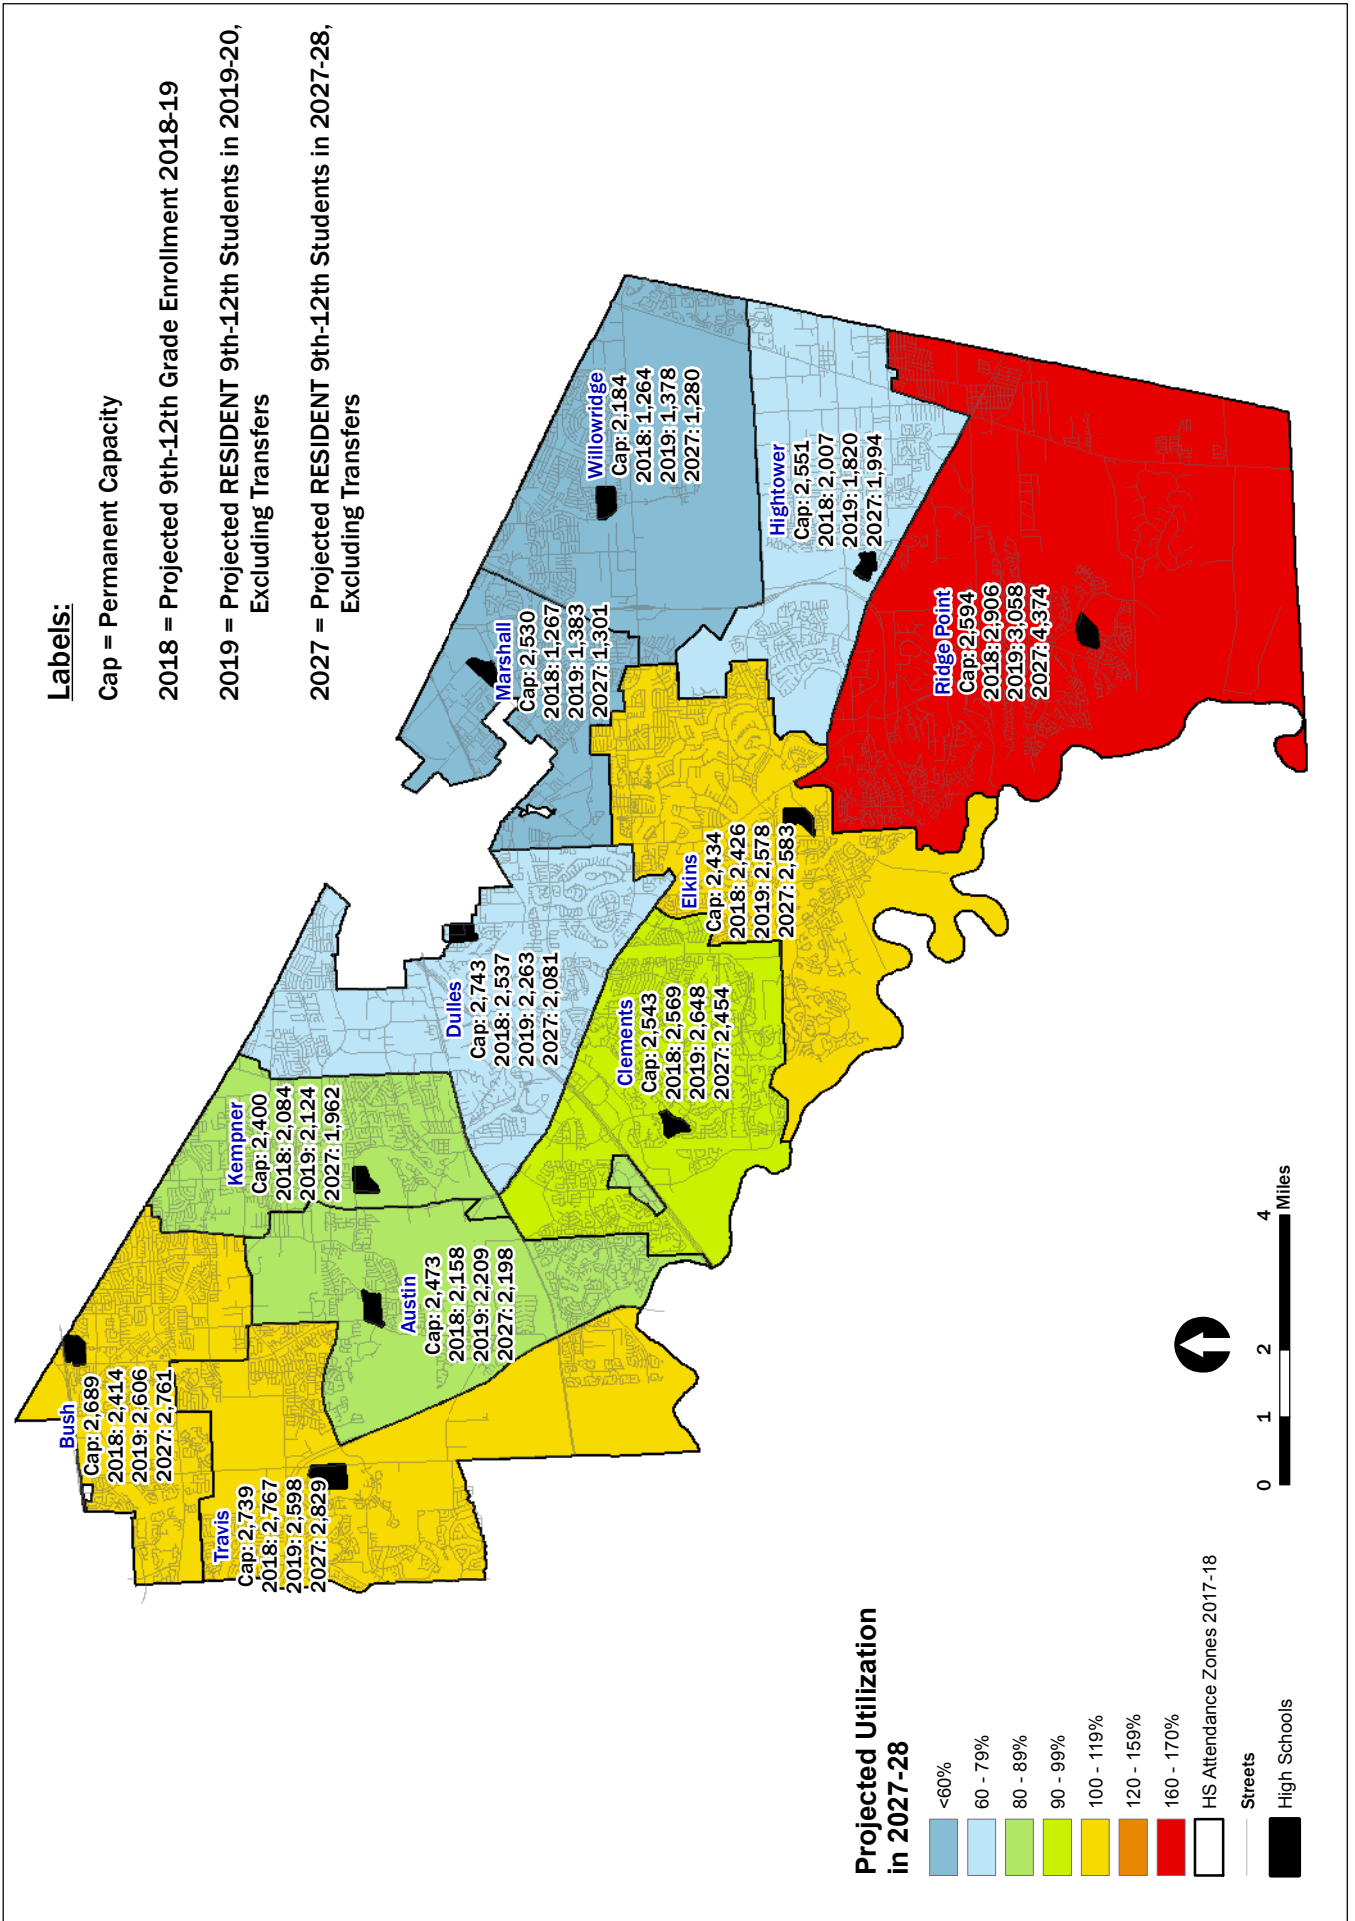 Labels:
Cap = Permanent Capacity
2018 = Projected 9th-12th Grade Enrollment 2018-19
2019 = Projected RESIDENT 9th-12th Students in 2019-20,
Excluding Transfers
2027 = Projected RESIDENT 9th-12th Students in 2027-28,
Excluding Transfers
Bush
Cap: 2,689
2018: 2,414
2019: 2,606
2027: 2,761
Travis
Cap: 2,739
2018: 2,767
2019: 2,598
2027: 2,829
Kempner
Cap: 2,400
2018: 2,084
2019: 2,124
2027: 1,962
Austin
Cap: 2,473
2018: 2,158
2019: 2,209
2027: 2,198
Dulles
Cap: 2,743
2018: 2,537
2019: 2,263
2027: 2,081
Clements
Cap: 2,543
2018: 2,569
2019: 2,648
2027: 2,454
Marshall
Cap: 2,530
2018: 1,267
2019: 1,383
2027: 1,301
Willowridge
Cap: 2,184
2018: 1,264
2019: 1,378
2027: 1,280
Elkins
Cap: 2,434
2018: 2,426
2019: 2,578
2027: 2,583
Hightower
Cap: 2,551
2018: 2,007
2019: 1,820
2027: 1,994
Ridge Point
Cap: 2,594
2018: 2,906
2019: 3,058
2027: 4,374
Projected Utilization
in 2027-28
<60%
60 - 79%
80 - 89%
90 - 99%
100 - 119%
120 - 159%
160 - 170%
HS Attendance Zones 2017-18
Streets
High Schools
0 1 2 4
Miles